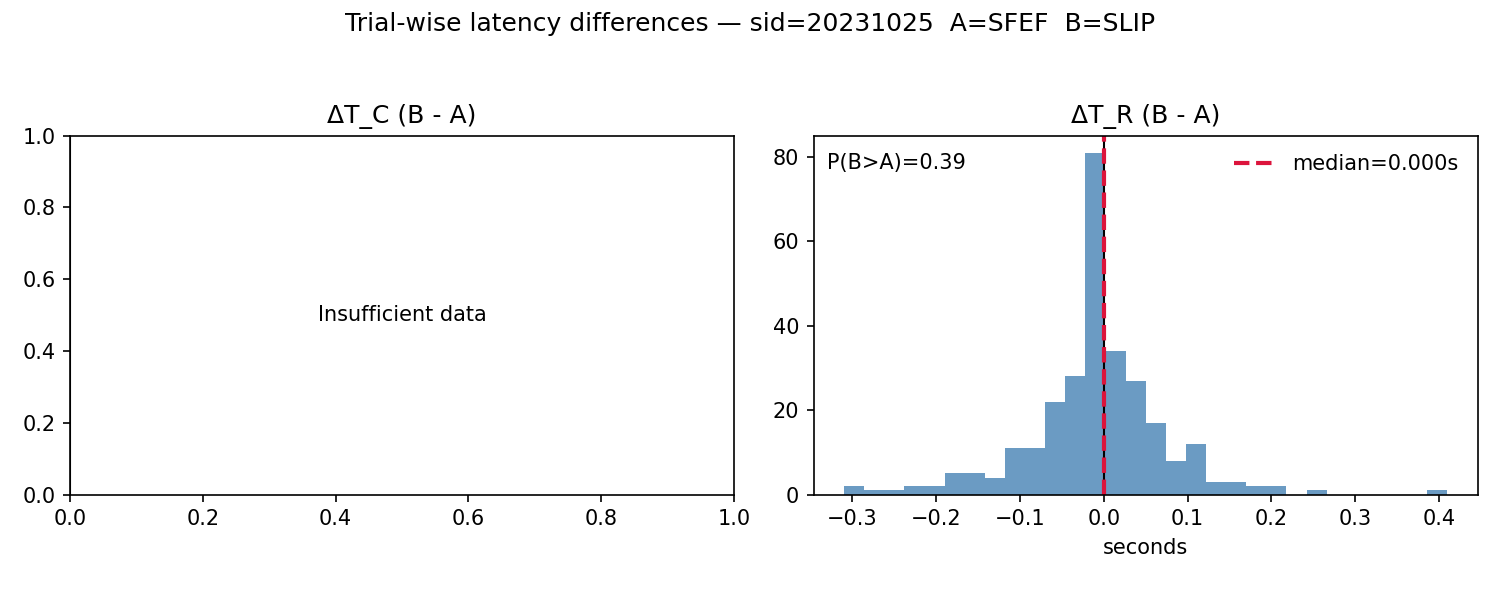 Trial-wise latency differences — sid=20231025  A=SFEF  B=SLIP
ΔT_C (B - A)
1.0
0.8
0.6
0.4
0.2
0.0
Insufficient data
0.0 0.2 0.4 0.6 0.8 1.0
ΔT_R (B - A)
P(B>A)=0.39
median=0.000s
80
60
40
20
0
−0.3 −0.2 −0.1 0.0 0.1 0.2 0.3 0.4
seconds